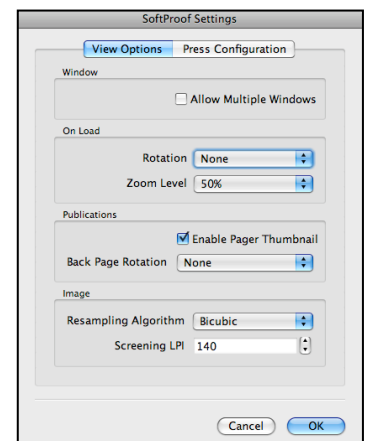 SoftProof Settings
View Options Press Configuration
Window
Allow Multiple Windows
On Load
Rotation None
Zoom Level 50%
Publications
Enable Pager Thumbnail
Back Page Rotation None
Image
Resampling Algorithm Bicubic
Screening LPI 140
Cancel OK